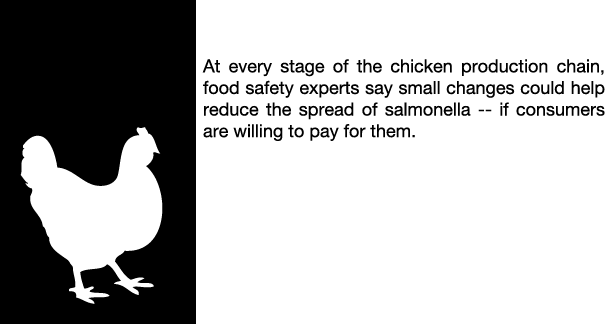 At every stage of the chicken production chain,
food safety experts say small changes could help
reduce the spread of salmonella -- if consumers
are willing to pay for them.